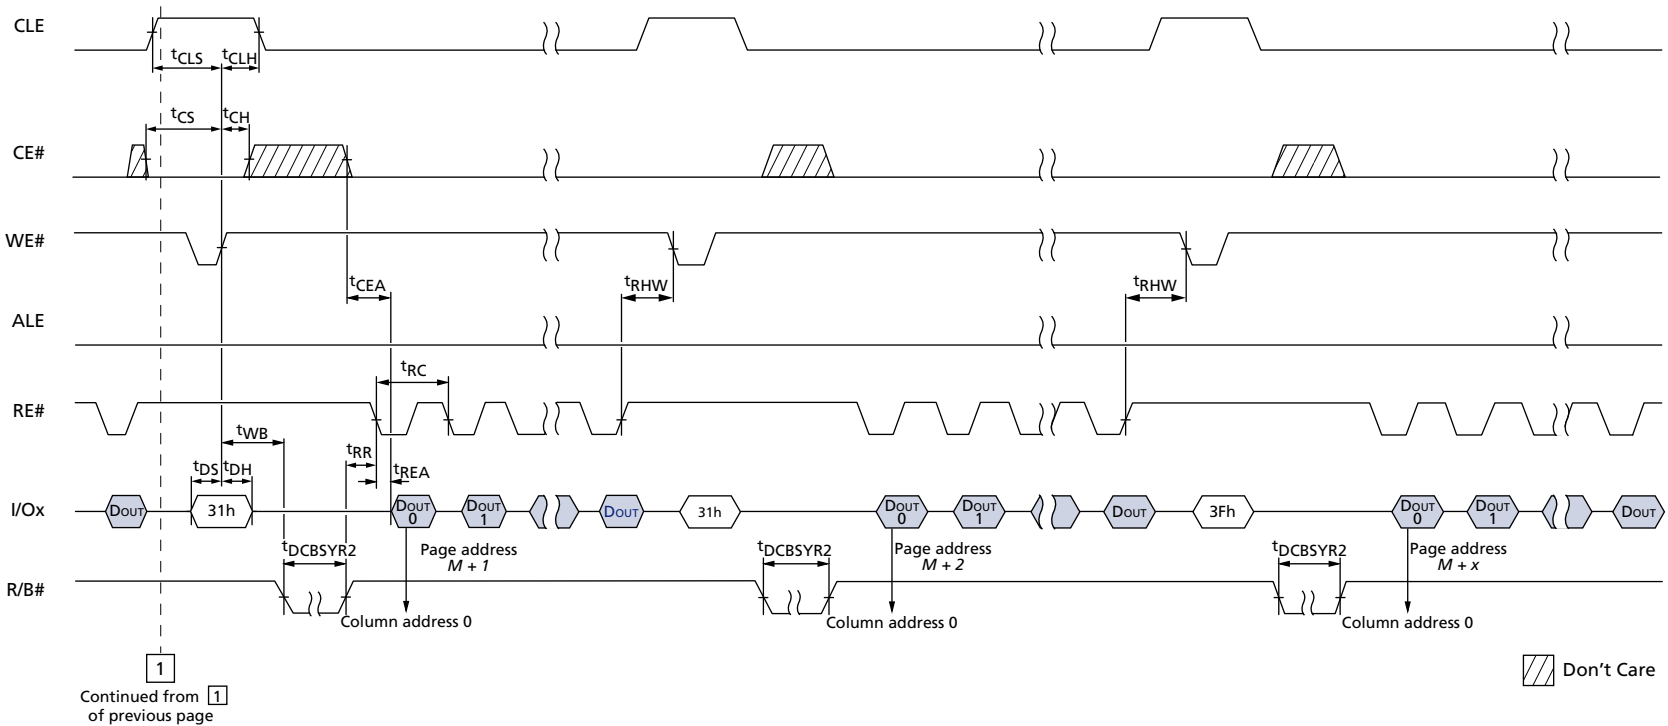 CLE
tCLS tCLH
tCS tCH
CE#
WE#
tCEA tRHW tRHW
ALE
tRC
RE#
tWB
tRR
tDS tDH tREA
I/Ox DOUT 31h DOUT 0 DOUT 1 DOUT 31h DOUT 0 DOUT 1 DOUT 3Fh DOUT 0 DOUT 1 DOUT
tDCBSYR2 Page address M + 1 tDCBSYR2 Page address M + 2 tDCBSYR2 Page address M + x
R/B#
Column address 0 Column address 0 Column address 0
1
Don't Care
Continued from 1
of previous page